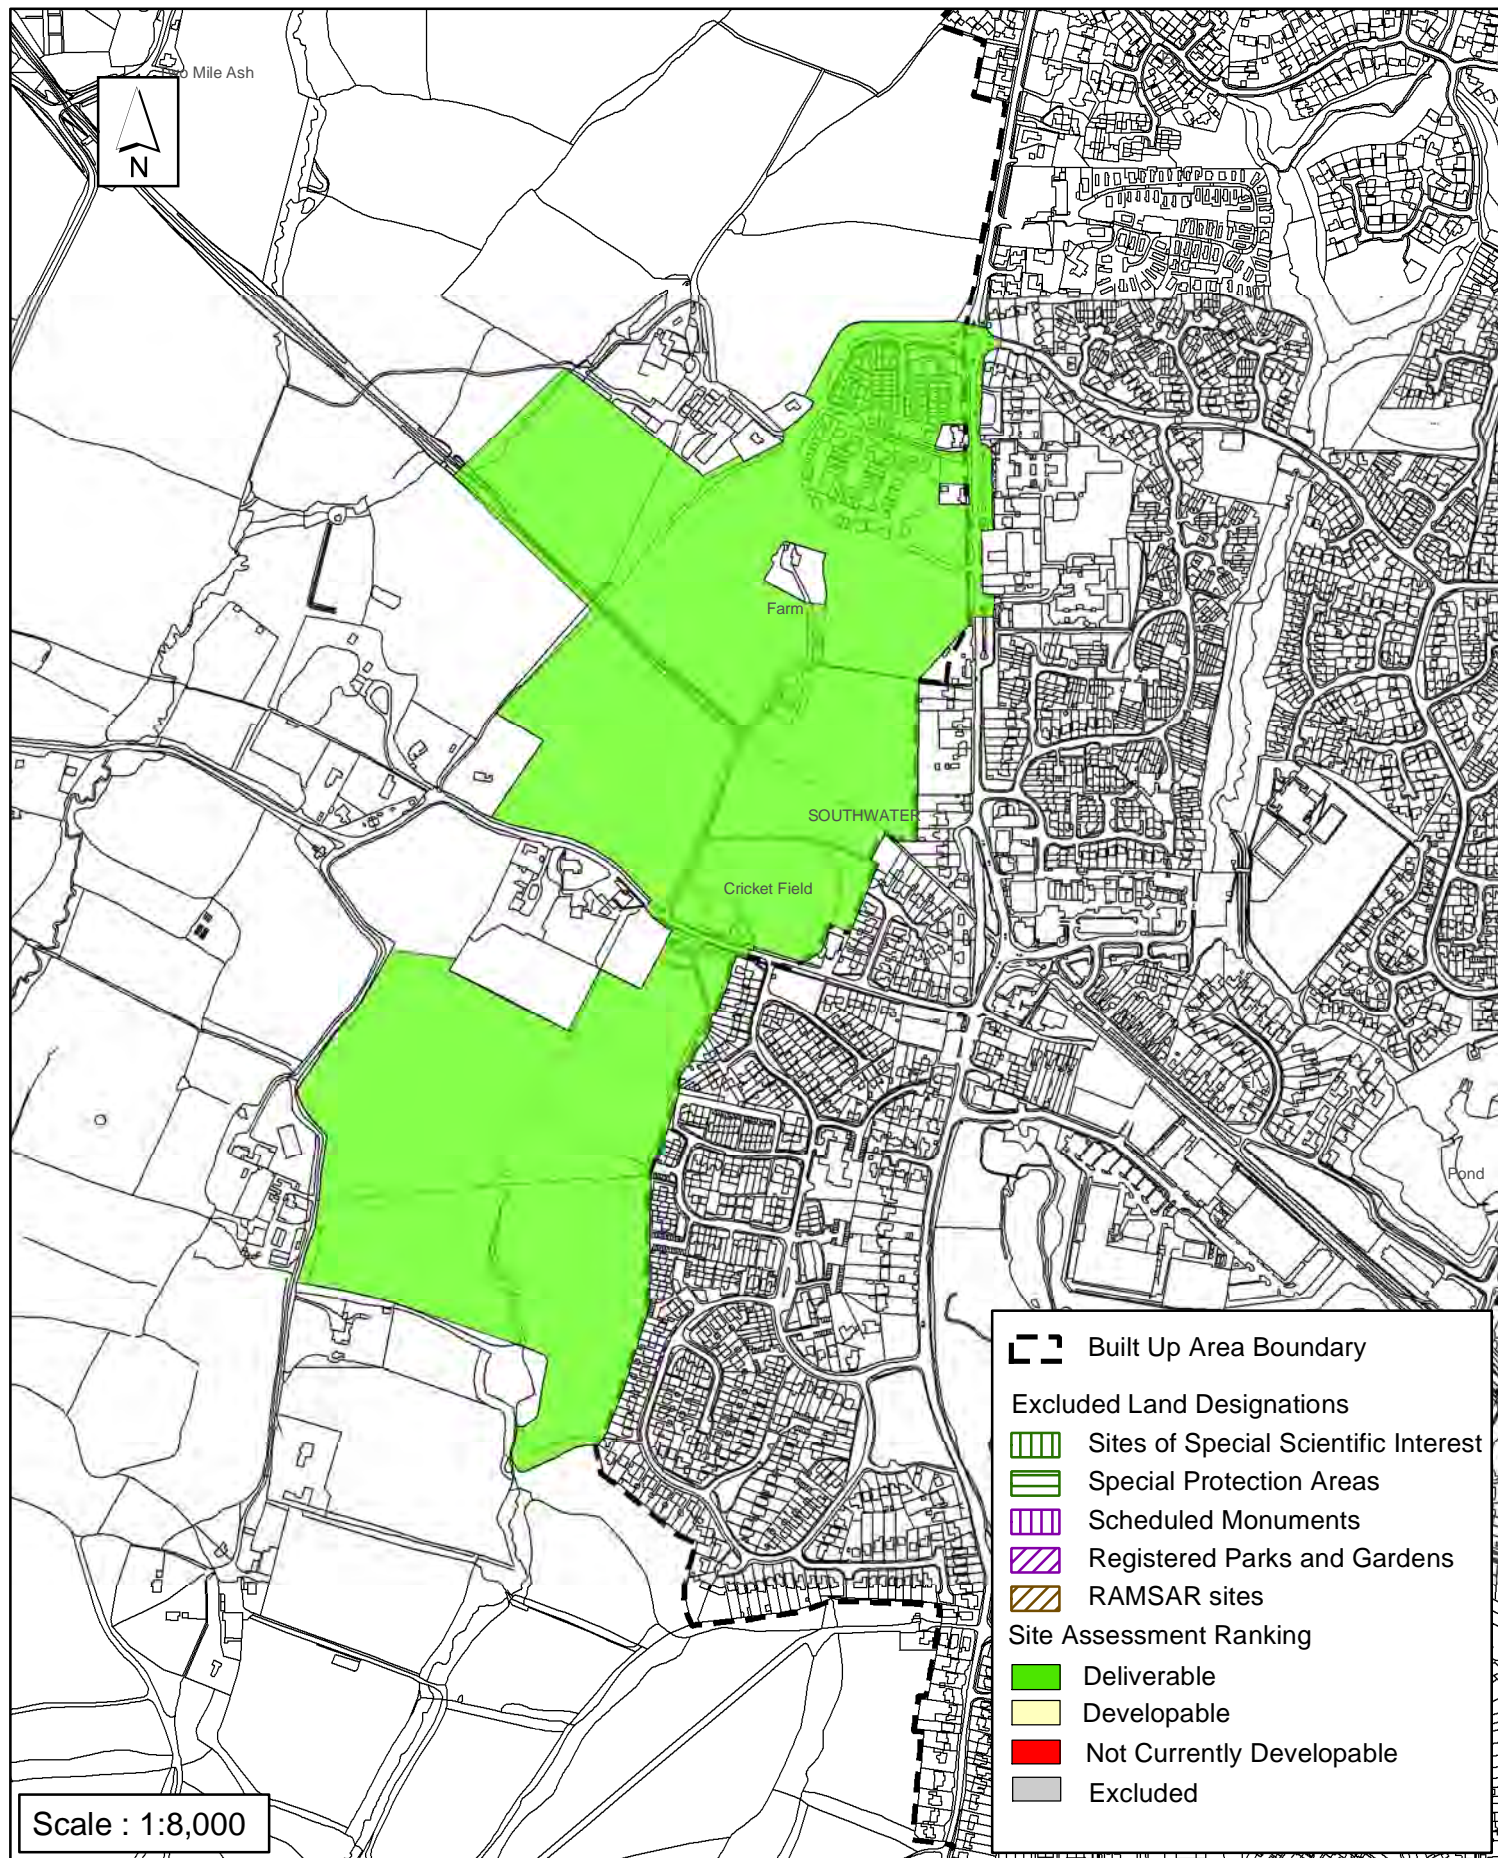 Mile Ash
N
Farm
SOUTHWATER
Cricket Field
Pond
Built Up Area Boundary
Excluded Land Designations
Sites of Special Scientific Interest
Special Protection Areas
Scheduled Monuments
Registered Parks and Gardens
RAMSAR sites
Site Assessment Ranking
Deliverable
Developable
Not Currently Developable
Excluded
Scale : 1:8,000